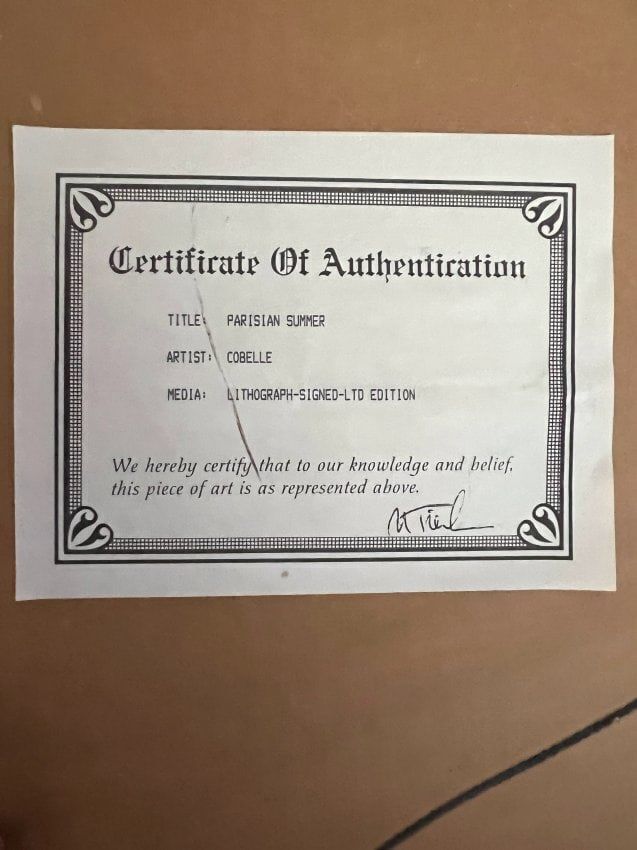 Certificate Of Authentication
TITLE: PARISIAN SUMMER
ARTIST: COBELLE
MEDIA: LITHOGRAPH-SIGNED-LTD EDITION
We hereby certify that to our knowledge and belief,
this piece of art is as represented above.